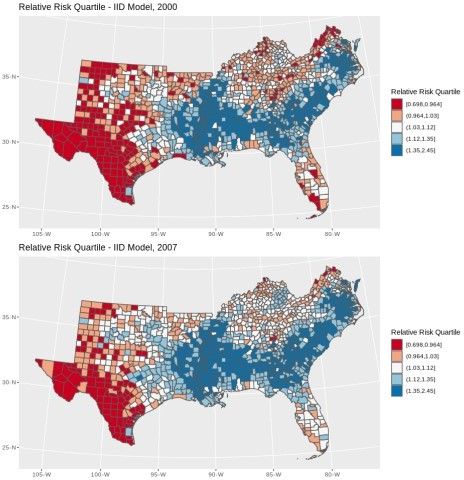 Relative Risk Quartile - IID Model, 2000
35°N
30°N
25°N
105°W 100°W 95°W 90°W 85°W 80°W
Relative Risk Quartile
[0.698,0.964]
(0.964,1.03]
(1.03,1.12]
(1.12,1.35]
(1.35,2.45]
Relative Risk Quartile - IID Model, 2007
35°N
30°N
25°N
105°W 100°W 95°W 90°W 85°W 80°W
Relative Risk Quartile
[0.698,0.964]
(0.964,1.03]
(1.03,1.12]
(1.12,1.35]
(1.35,2.45]